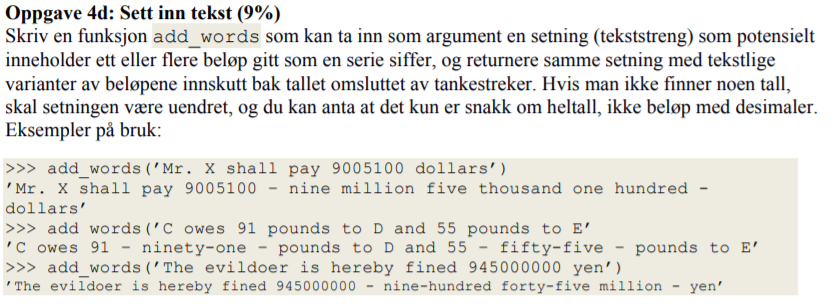 Oppgave 4d: Sett inn tekst (9%)
Skriv en funksjon add_words som kan ta inn som argument en setning (tekststreng) som potensielt
inneholder ett eller flere beløp gitt som en serie siffer, og returnere samme setning med tekstlige
varianter av beløpene innskutt bak tallet omsluttet av tankestreker. Hvis man ikke finner noen tall,
skal setningen være uendret, og du kan anta at det kun er snakk om heltall, ikke beløp med desimaler.
Eksempler på bruk:
>>> add_words('Mr. X shall pay 9005100 dollars')
'Mr. X shall pay 9005100 – nine million five thousand one hundred –
dollars'
>>> add_words('C owes 91 pounds to D and 55 pounds to E'
'C owes 91 – ninety-one – pounds to D and 55 – fifty-five – pounds to E'
>>> add_words('The evildoer is hereby fined 945000000 yen')
'The evildoer is hereby fined 945000000 – nine-hundred forty-five million – yen'